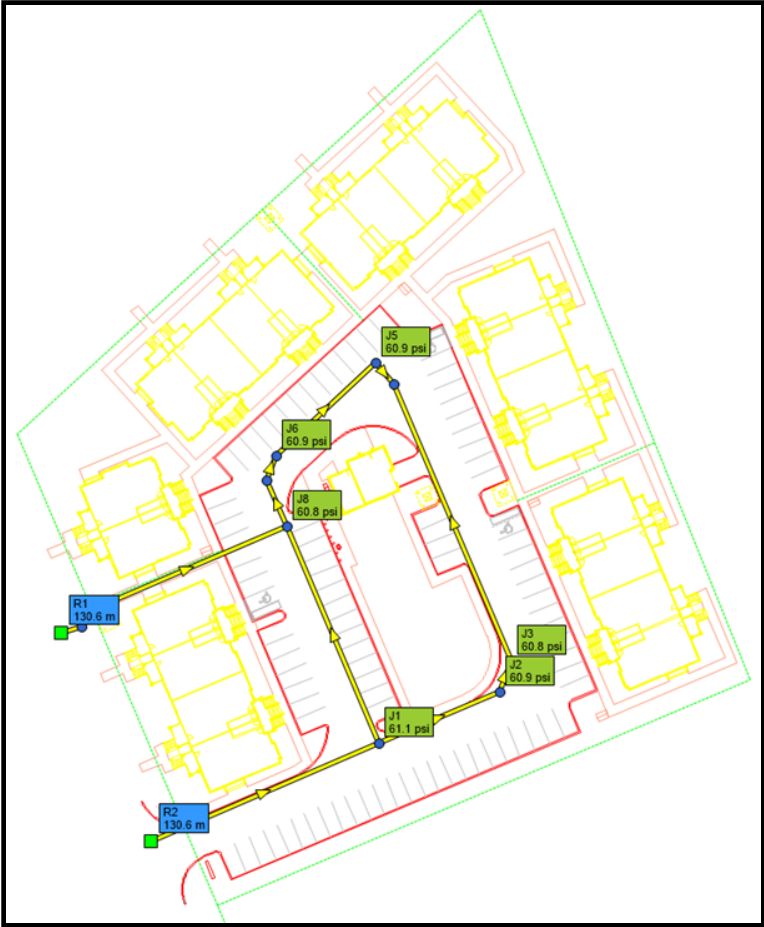 J5
60.9 psi
J6
60.9 psi
J8
60.8 psi
R1
130.6 m
J3
60.8 psi
J2
60.9 psi
J1
61.1 psi
R2
130.6 m